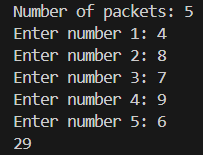 Number of packets: 5
Enter number 1: 4
Enter number 2: 8
Enter number 3: 7
Enter number 4: 9
Enter number 5: 6
29